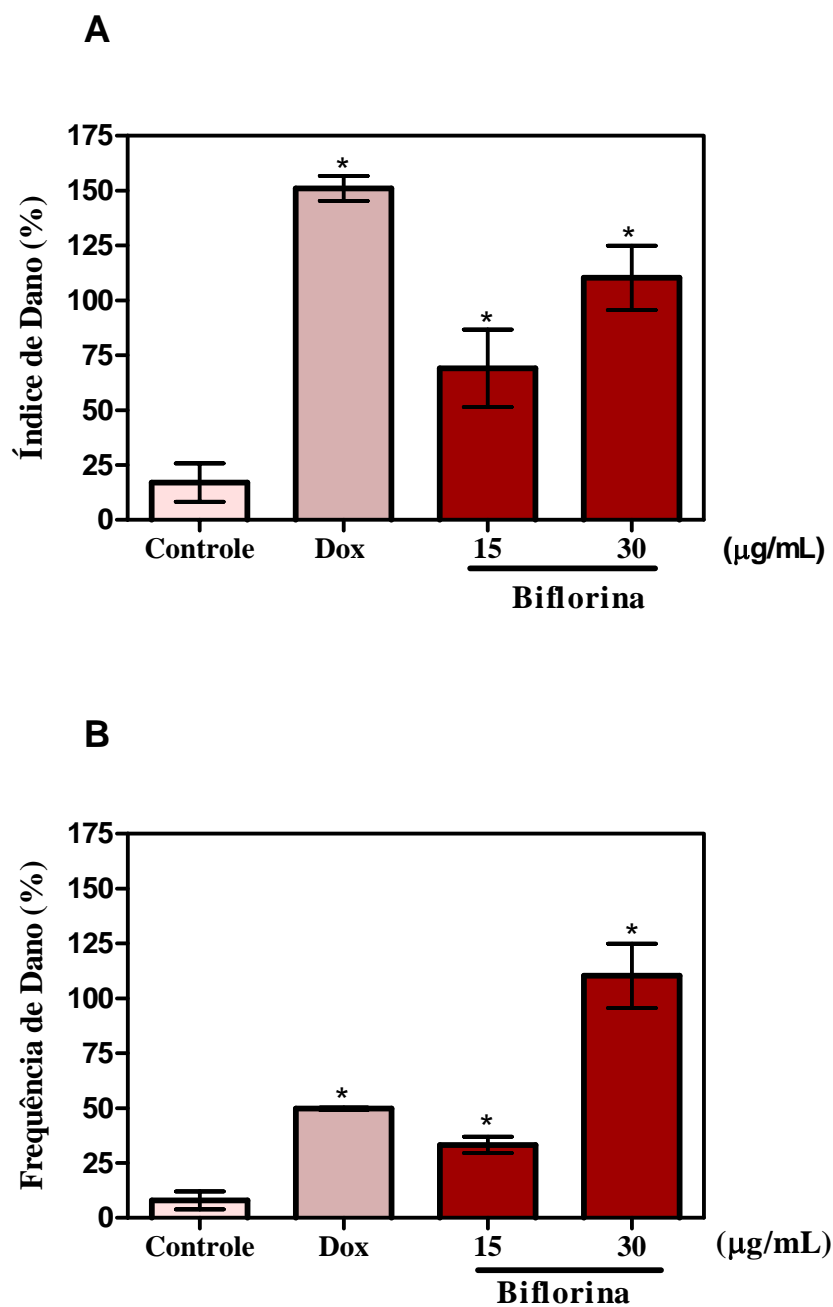 A
Índice de Dano (%)
175
150
125
100
75
50
25
0
*
*
*
Controle Dox 15 30 (μg/mL)
Biflorina
B
Frequência de Dano (%)
175
150
125
100
75
50
25
0
*
*
*
Controle Dox 15 30 (μg/mL)
Biflorina